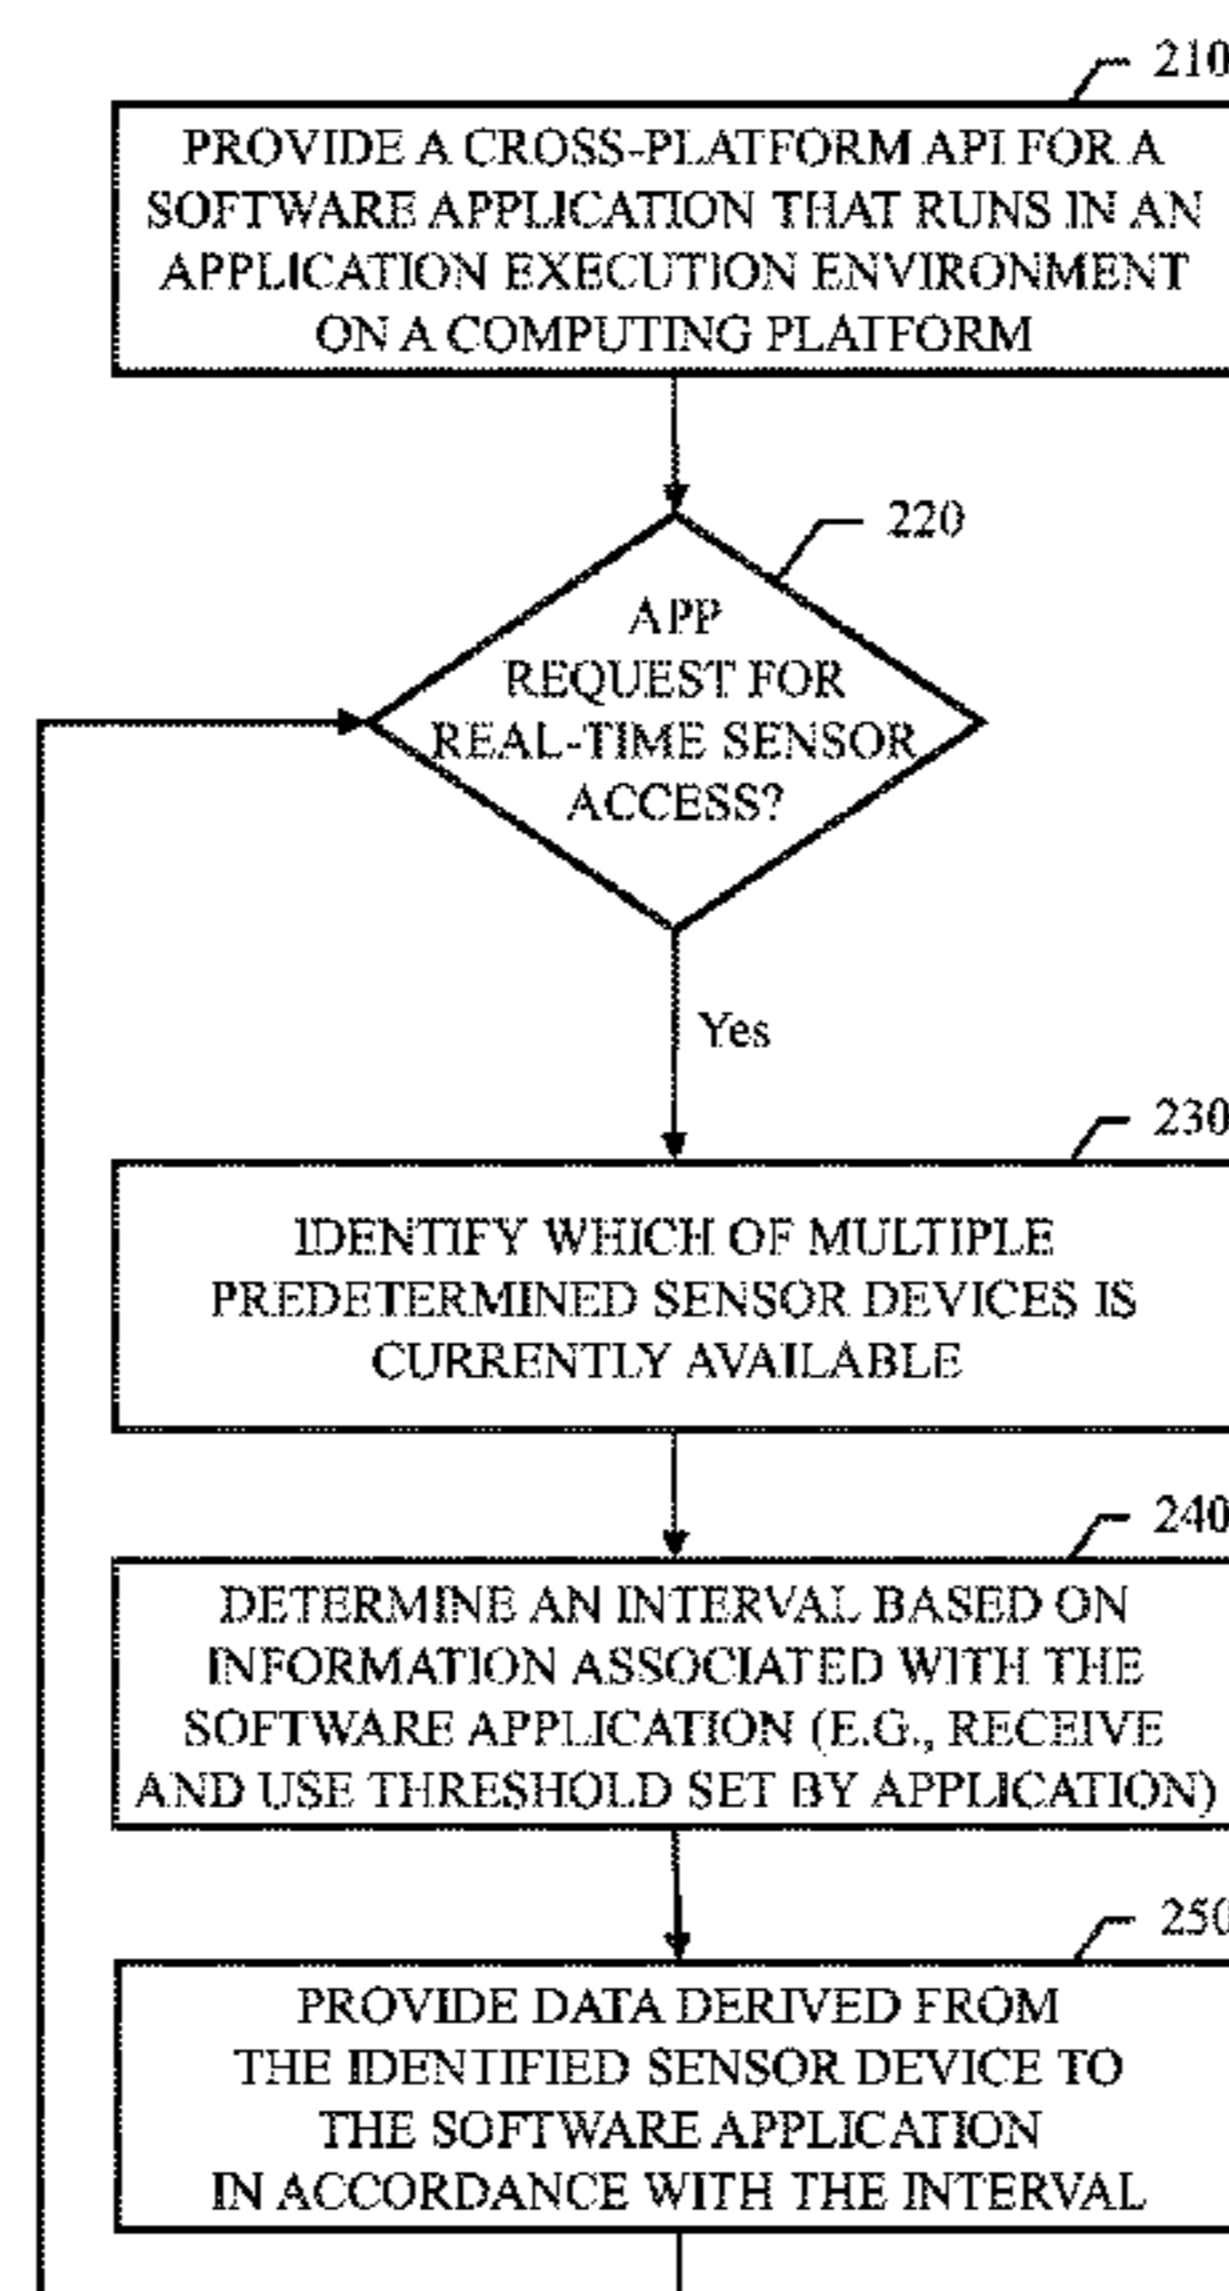 210
PROVIDE A CROSS-PLATFORM API FOR A
SOFTWARE APPLICATION THAT RUNS IN AN
APPLICATION EXECUTION ENVIRONMENT
ON A COMPUTING PLATFORM
220
APP
REQUEST FOR
REAL-TIME SENSOR
ACCESS?
Yes
230
IDENTIFY WHICH OF MULTIPLE
PREDETERMINED SENSOR DEVICES IS
CURRENTLY AVAILABLE
240
DETERMINE AN INTERVAL BASED ON
INFORMATION ASSOCIATED WITH THE
SOFTWARE APPLICATION (E.G., RECEIVE
AND USE THRESHOLD SET BY APPLICATION)
250
PROVIDE DATA DERIVED FROM
THE IDENTIFIED SENSOR DEVICE TO
THE SOFTWARE APPLICATION
IN ACCORDANCE WITH THE INTERVAL